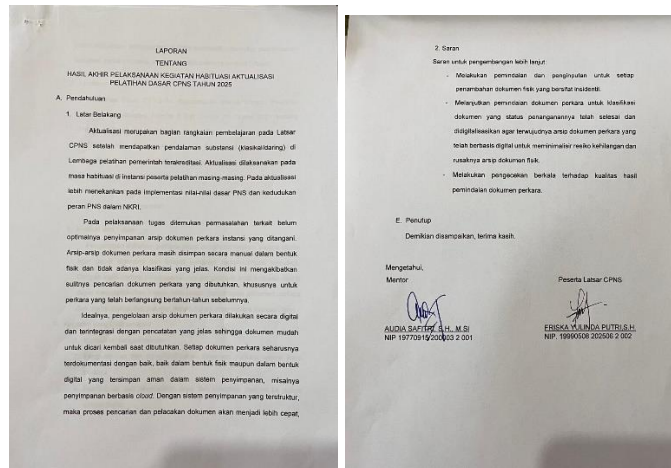 LAPORAN
TENTANG
HASIL AKHIR PELAKSANAAN KEGIATAN HABITUASI AKTUALISASI
PELATIHAN DASAR CPNS TAHUN 2025
A. Pendahuluan
1. Latar Belakang
Aktualisasi merupakan bagian rangkaian pembelajaran pada Latsar
CPNS setelah mendapatkan pendalaman substansi (klasikal/daring) di
Lembaga pelatihan pemerintah terakreditasi. Aktualisasi dilaksanakan pada
masa habituasi di instansi peserta pelatihan masing-masing. Pada aktualisasi
lebih menekankan pada implementasi nilai-nilai dasar PNS dan kedudukan
peran PNS dalam NKRI.
Pada pelaksanaan tugas ditemukan permasalahan terkait belum
optimalnya penyimpanan arsip dokumen perkara instansi yang ditangani.
Arsip-arsip dokumen perkara masih disimpan secara manual dalam bentuk
fisik dan tidak adanya klasifikasi yang jelas. Kondisi ini mengakibatkan
sulitnya pencarian dokumen perkara yang dibutuhkan, khususnya untuk
perkara yang telah berlangsung bertahun-tahun sebelumnya.
Idealnya, pengelolaan arsip dokumen perkara dilakukan secara digital
dan terintegrasi dengan pencatatan yang jelas sehingga dokumen mudah
untuk dicari kembali saat dibutuhkan. Setiap dokumen perkara seharusnya
terdokumentasi dengan baik, baik dalam bentuk fisik maupun dalam bentuk
digital yang tersimpan aman dalam sistem penyimpanan, misalnya
penyimpanan berbasis cloud. Dengan sistem penyimpanan yang terstruktur,
maka proses pencarian dan pelacakan dokumen akan menjadi lebih cepat,
2. Saran
Saran untuk pengembangan lebih lanjut:
- Melakukan pemindaian dan penginputan untuk setiap
penambahan dokumen fisik yang bersifat insidentil.
- Melanjutkan pemindaian dokumen perkara untuk klasifikasi
dokumen yang status penanganannya telah selesai dan
didigitalisasikan agar terwujudnya arsip dokumen perkara yang
telah berbasis digital untuk meminimalisir resiko kehilangan dan
rusaknya arsip dokumen fisik.
- Melakukan pengecekan berkala terhadap kualitas hasil
pemindaian dokumen perkara.
E. Penutup
Demikian disampaikan, terima kasih.
Mengetahui,
Mentor
Peserta Latsar CPNS
AUDIA SAFITRI, S.H., M.SI
NIP 19770915 200003 2 001
FRISKA YULINDA PUTRI,S.H.
NIP. 19990508 202506 2 002